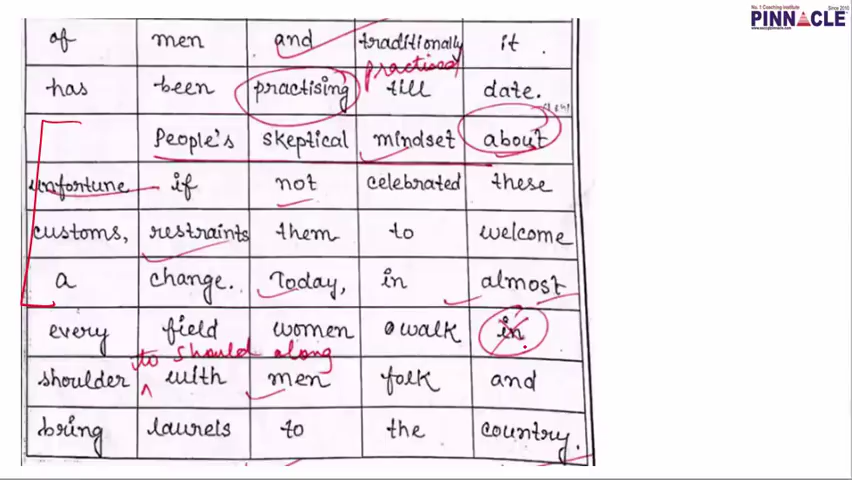 No. 1 Coaching Institute
Since 2010
PINNACLE
of men and traditionally it.
practised
has been practising till date.
People's skeptical mindset about
unfortune if not celebrated these
customs, restraints them to welcome
a change. Today, in almost
every field women walk in
to should along
shoulder with men folk and
bring laurels to the country.